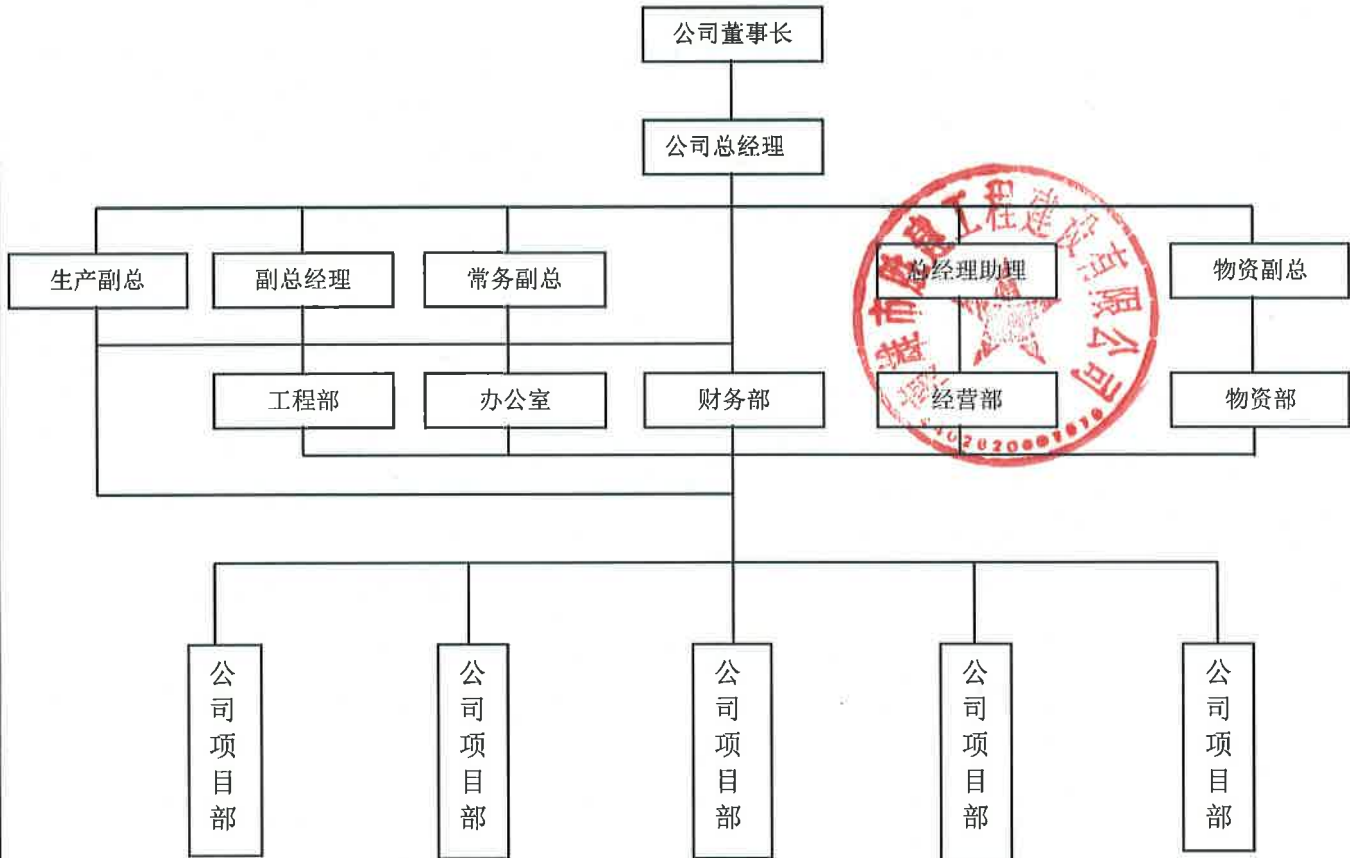 公司董事长
公司总经理
生产副总
副总经理
常务副总
总经理助理
物资副总
工程部
办公室
财务部
经营部
物资部
公司项目部
公司项目部
公司项目部
公司项目部
公司项目部
工程建设有限公司